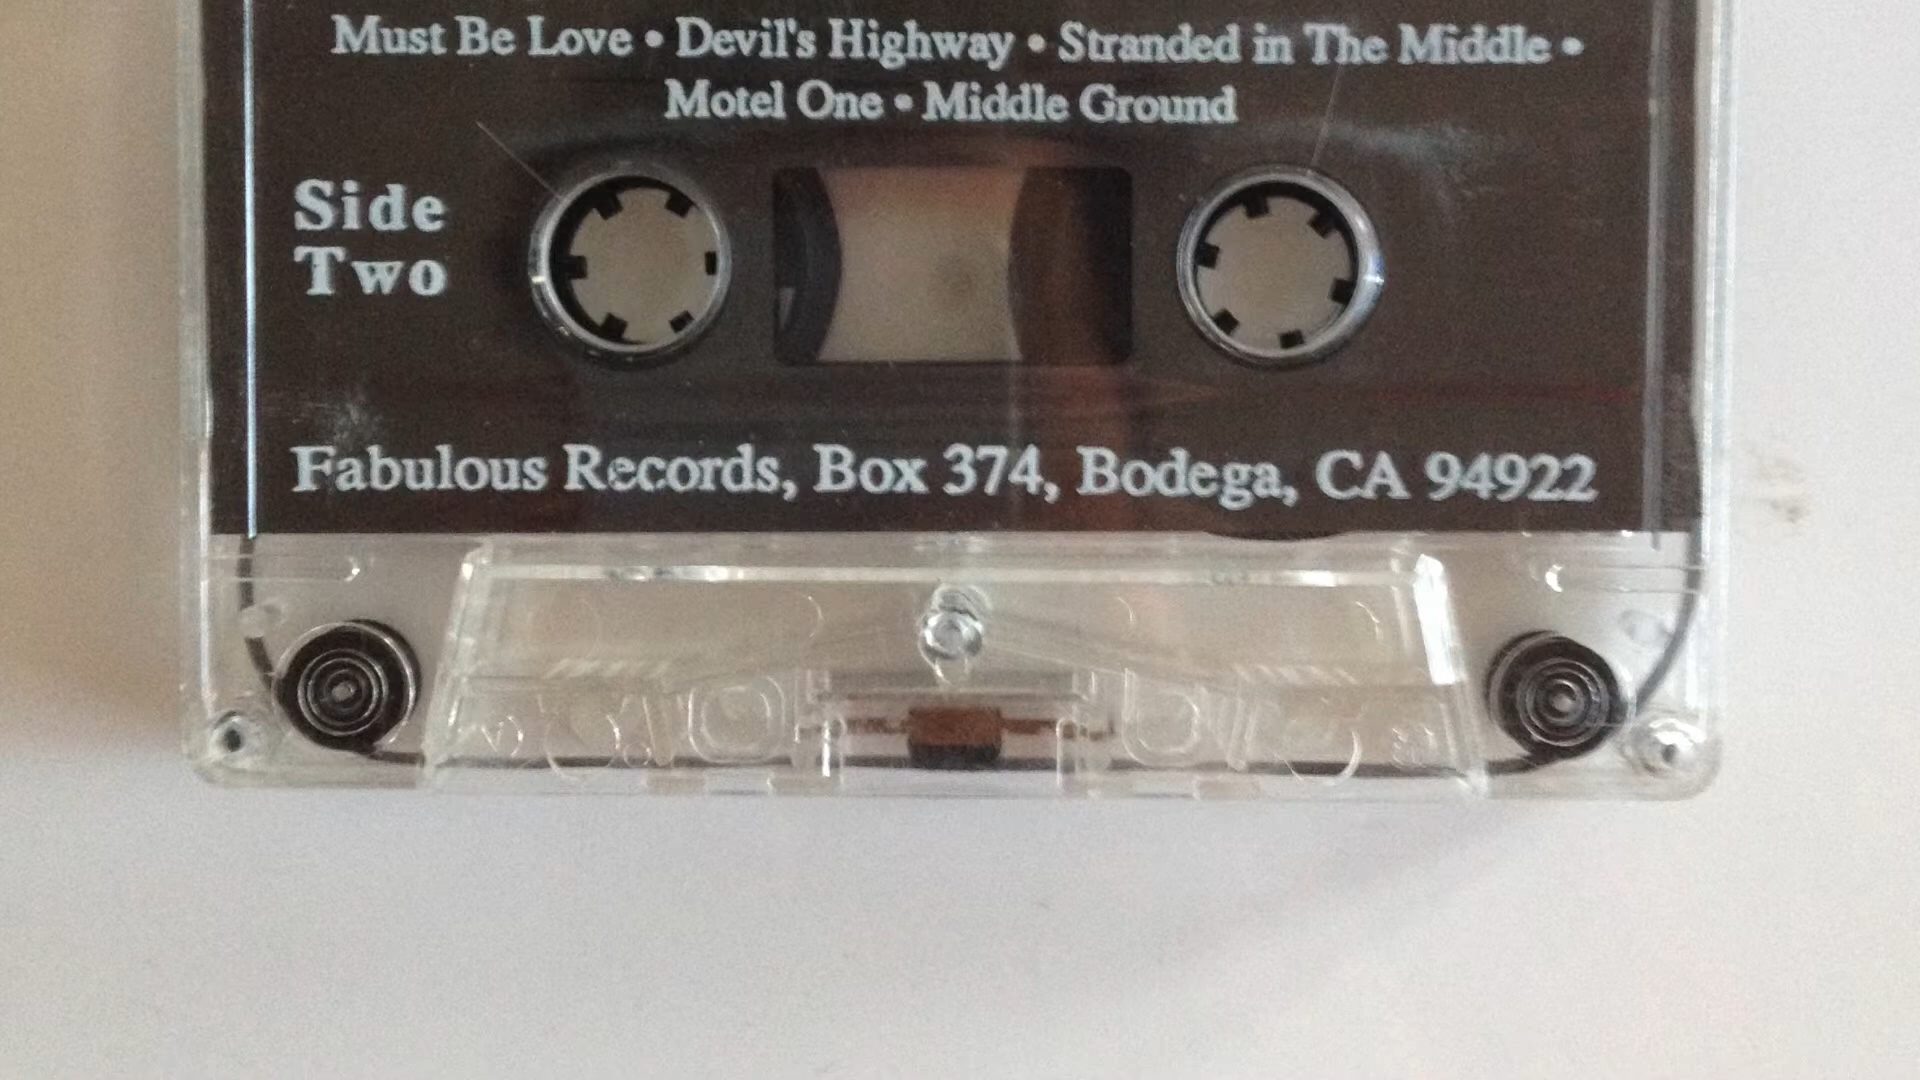 Must Be Love • Devil's Highway • Stranded in The Middle •
Motel One • Middle Ground
Side
Two
Fabulous Records, Box 374, Bodega, CA 94922